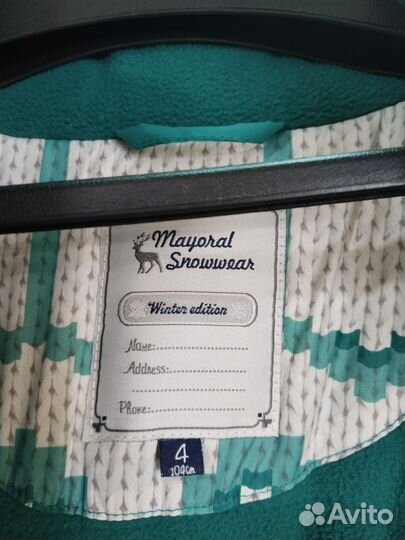 Mayoral
Snowwear
Winter edition
Name:
Address:
Phone:
4
104cm
Avito